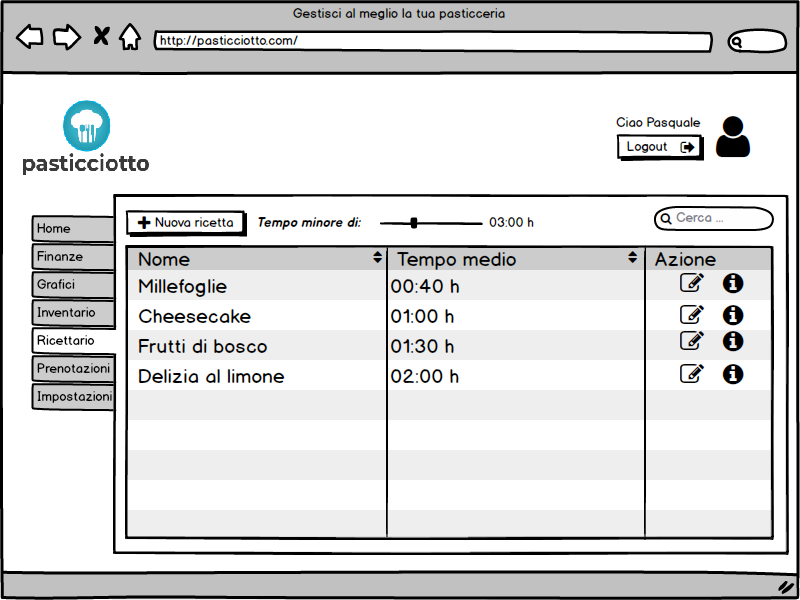 Gestisci al meglio la tua pasticceria
http://pasticciotto.com/
pasticciotto
Ciao Pasquale
Logout
Home
Finanze
Grafici
Inventario
Ricettario
Prenotazioni
Impostazioni
Nuova ricetta Tempo minore di: 03:00 h Cerca ...
Nome Tempo medio Azione
Millefoglie 00:40 h
Cheesecake 01:00 h
Frutti di bosco 01:30 h
Delizia al limone 02:00 h